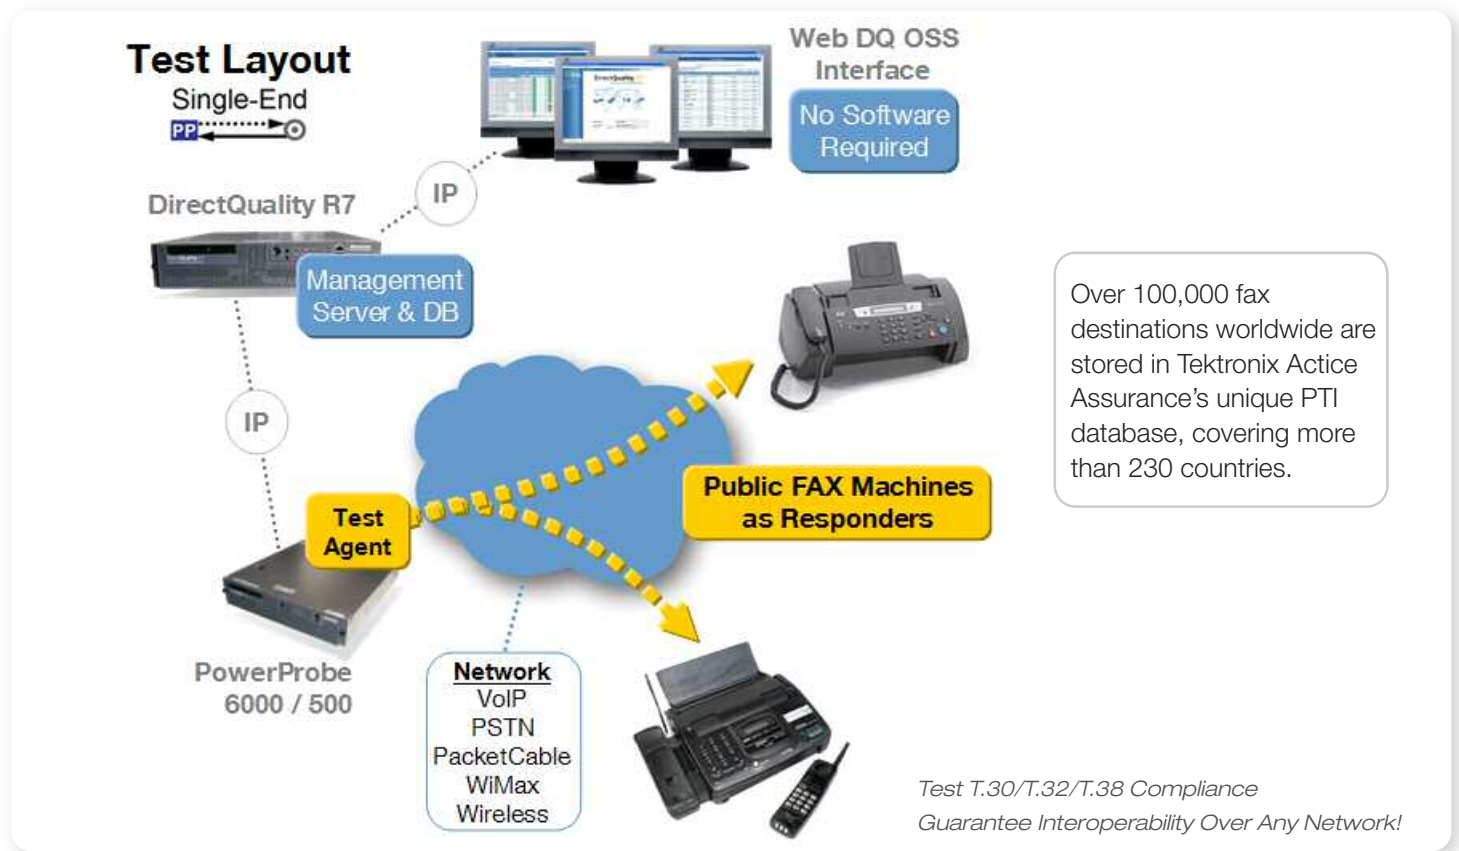 Test Layout
Single-End
PP
Web DQ OSS
Interface
No Software
Required
IP
DirectQuality R7
Management
Server & DB
IP
Over 100,000 fax
destinations worldwide are
stored in Tektronix Actice
Assurance's unique PTI
database, covering more
than 230 countries.
Public FAX Machines
as Responders
Test
Agent
PowerProbe
6000 / 500
Network
VoIP
PSTN
PacketCable
WiMax
Wireless
Test T.30/T.32/T.38 Compliance
Guarantee Interoperability Over Any Network!